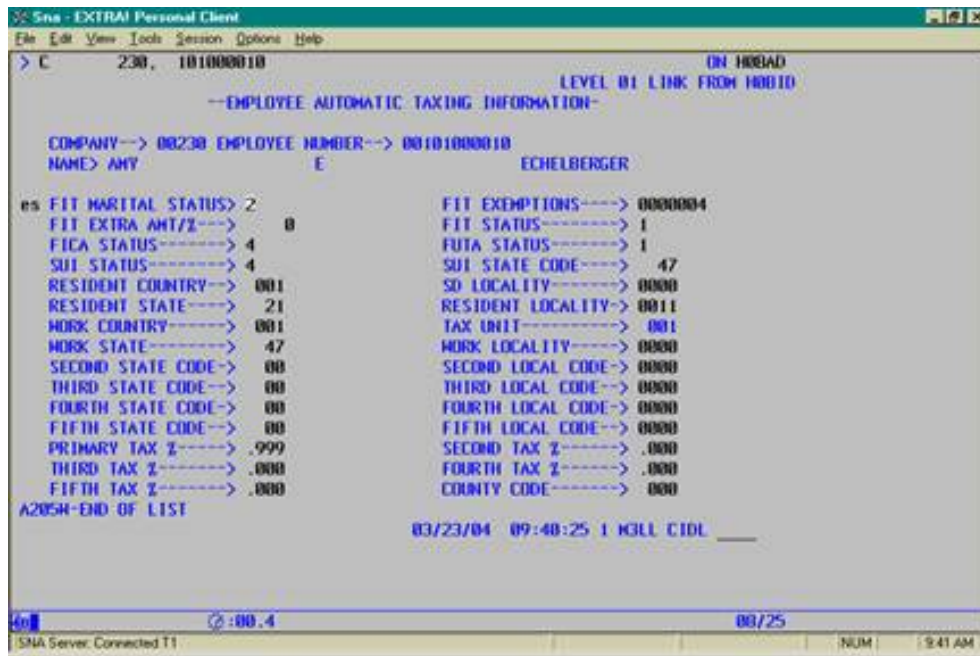 Sna - EXTRA! Personal Client
File Edit View Tools Session Options Help
> C 230, 101000010 ON H0BAD
LEVEL 01 LINK FROM H0BID
--EMPLOYEE AUTOMATIC TAXING INFORMATION-
COMPANY--> 00230 EMPLOYEE NUMBER--> 00101000010
NAME> AMY E ECHELBERGER
es FIT MARITAL STATUS> 2 FIT EXEMPTIONS----> 0000004
FIT EXTRA AMT/%---> 0 FIT STATUS---------> 1
FICA STATUS--------> 4 FUTA STATUS--------> 1
SUI STATUS---------> 4 SUI STATE CODE----> 47
RESIDENT COUNTRY--> 001 SD LOCALITY-------> 0000
RESIDENT STATE----> 21 RESIDENT LOCALITY-> 0011
WORK COUNTRY------> 001 TAX UNIT----------> 001
WORK STATE--------> 47 WORK LOCALITY-----> 0000
SECOND STATE CODE-> 00 SECOND LOCAL CODE-> 0000
THIRD STATE CODE--> 00 THIRD LOCAL CODE--> 0000
FOURTH STATE CODE-> 00 FOURTH LOCAL CODE-> 0000
FIFTH STATE CODE--> 00 FIFTH LOCAL CODE--> 0000
PRIMARY TAX %-----> .999 SECOND TAX %------> .000
THIRD TAX %-------> .000 FOURTH TAX %------> .000
FIFTH TAX %-------> .000 COUNTY CODE-------> 000
A205W-END OF LIST
03/23/04 09:40:25 1 M3LL CIDL ____
:00.4 08/25
SNA Server: Connected T1 NUM 9:41 AM